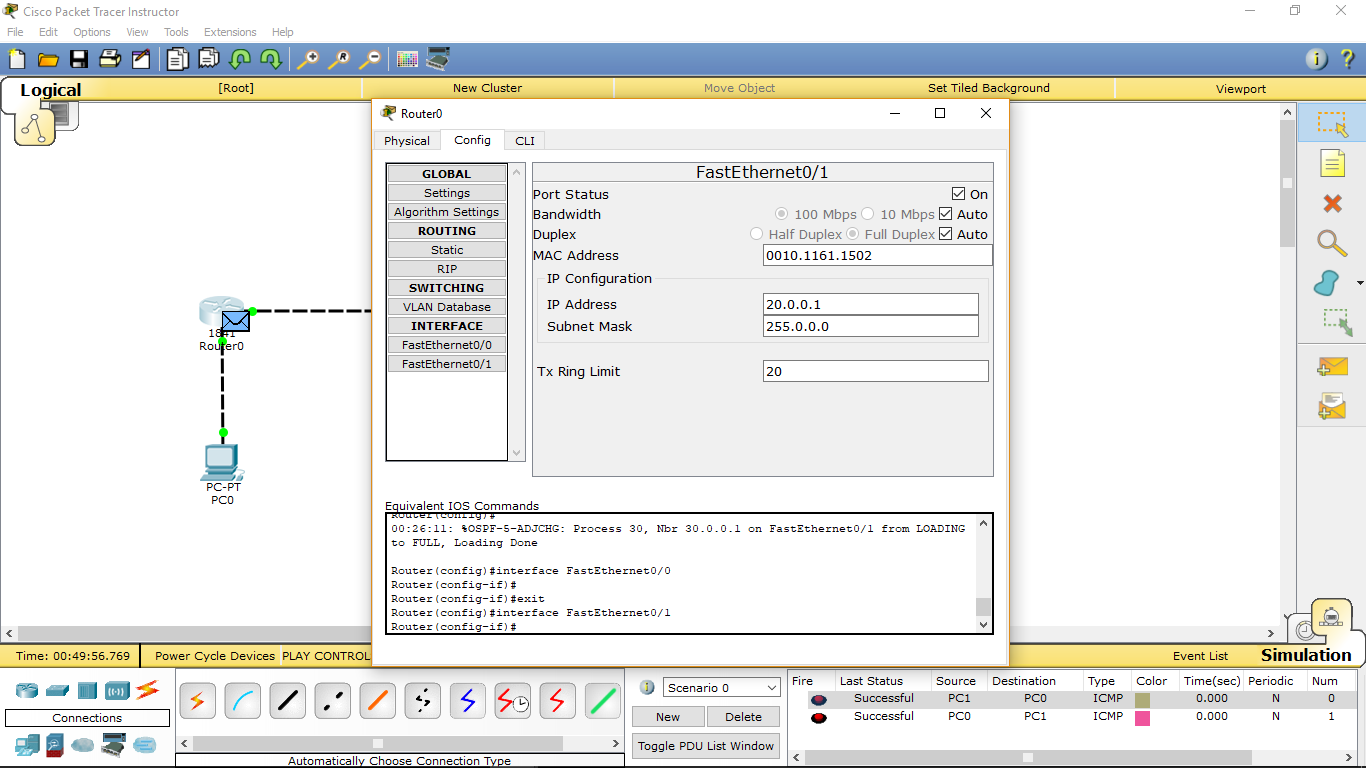 Cisco Packet Tracer Instructor
File Edit Options View Tools Extensions Help
Logical [Root] New Cluster Move Object Set Tiled Background Viewport
Router0
Physical Config CLI
GLOBAL
Settings
Algorithm Settings
ROUTING
Static
RIP
SWITCHING
VLAN Database
INTERFACE
FastEthernet0/0
FastEthernet0/1
FastEthernet0/1
Port Status On
Bandwidth 100 Mbps 10 Mbps Auto
Duplex Half Duplex Full Duplex Auto
MAC Address 0010.1161.1502
IP Configuration
IP Address 20.0.0.1
Subnet Mask 255.0.0.0
Tx Ring Limit 20
1841
Router0
PC-PT
PC0
Equivalent IOS Commands
Router(config)#
00:26:11: %OSPF-5-ADJCHG: Process 30, Nbr 30.0.0.1 on FastEthernet0/1 from LOADING
to FULL, Loading Done
Router(config)#interface FastEthernet0/0
Router(config-if)#
Router(config-if)#exit
Router(config)#interface FastEthernet0/1
Router(config-if)#
Time: 00:49:56.769 Power Cycle Devices PLAY CONTROL Event List Simulation
Connections
Automatically Choose Connection Type
Scenario 0
New Delete
Toggle PDU List Window
Fire Last Status Source Destination Type Color Time(sec) Periodic Num
Successful PC1 PC0 ICMP 0.000 N 0
Successful PC0 PC1 ICMP 0.000 N 1